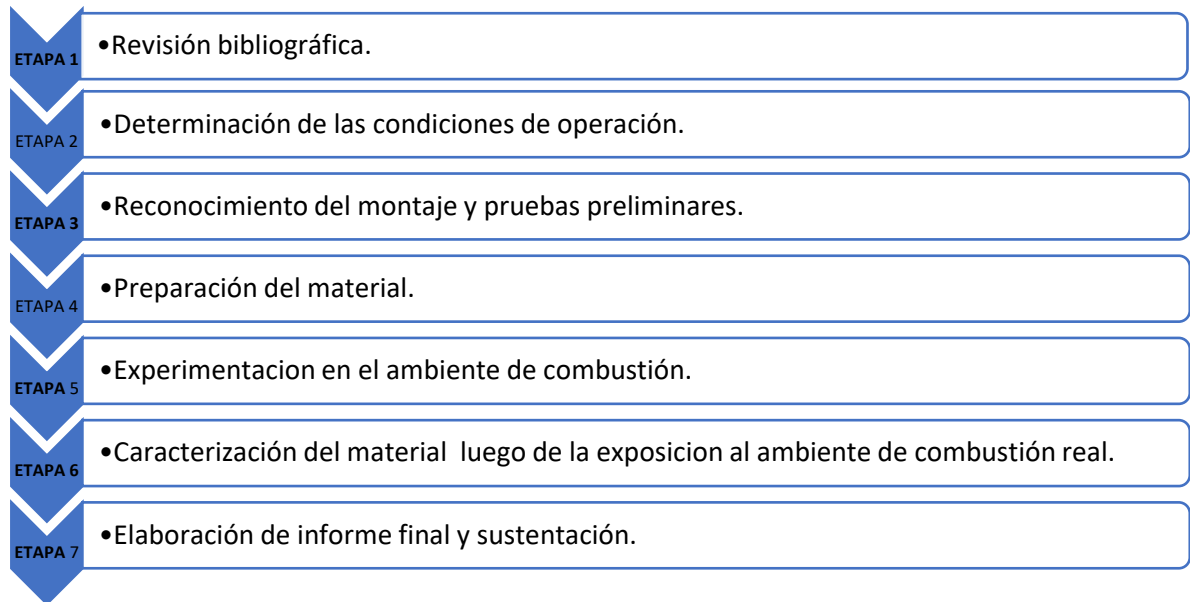 ETAPA 1
•Revisión bibliográfica.
ETAPA 2
•Determinación de las condiciones de operación.
ETAPA 3
•Reconocimiento del montaje y pruebas preliminares.
ETAPA 4
•Preparación del material.
ETAPA 5
•Experimentacion en el ambiente de combustión.
ETAPA 6
•Caracterización del material  luego de la exposicion al ambiente de combustión real.
ETAPA 7
•Elaboración de informe final y sustentación.